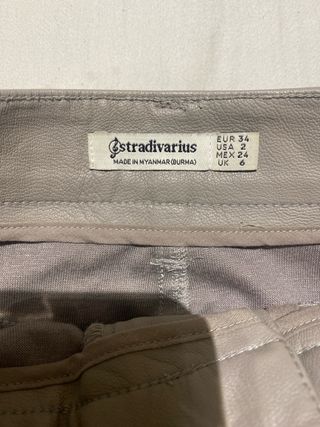 Stradivarius
MADE IN MYANMAR (BURMA)
EUR 34
USA 2
MEX 24
UK 6